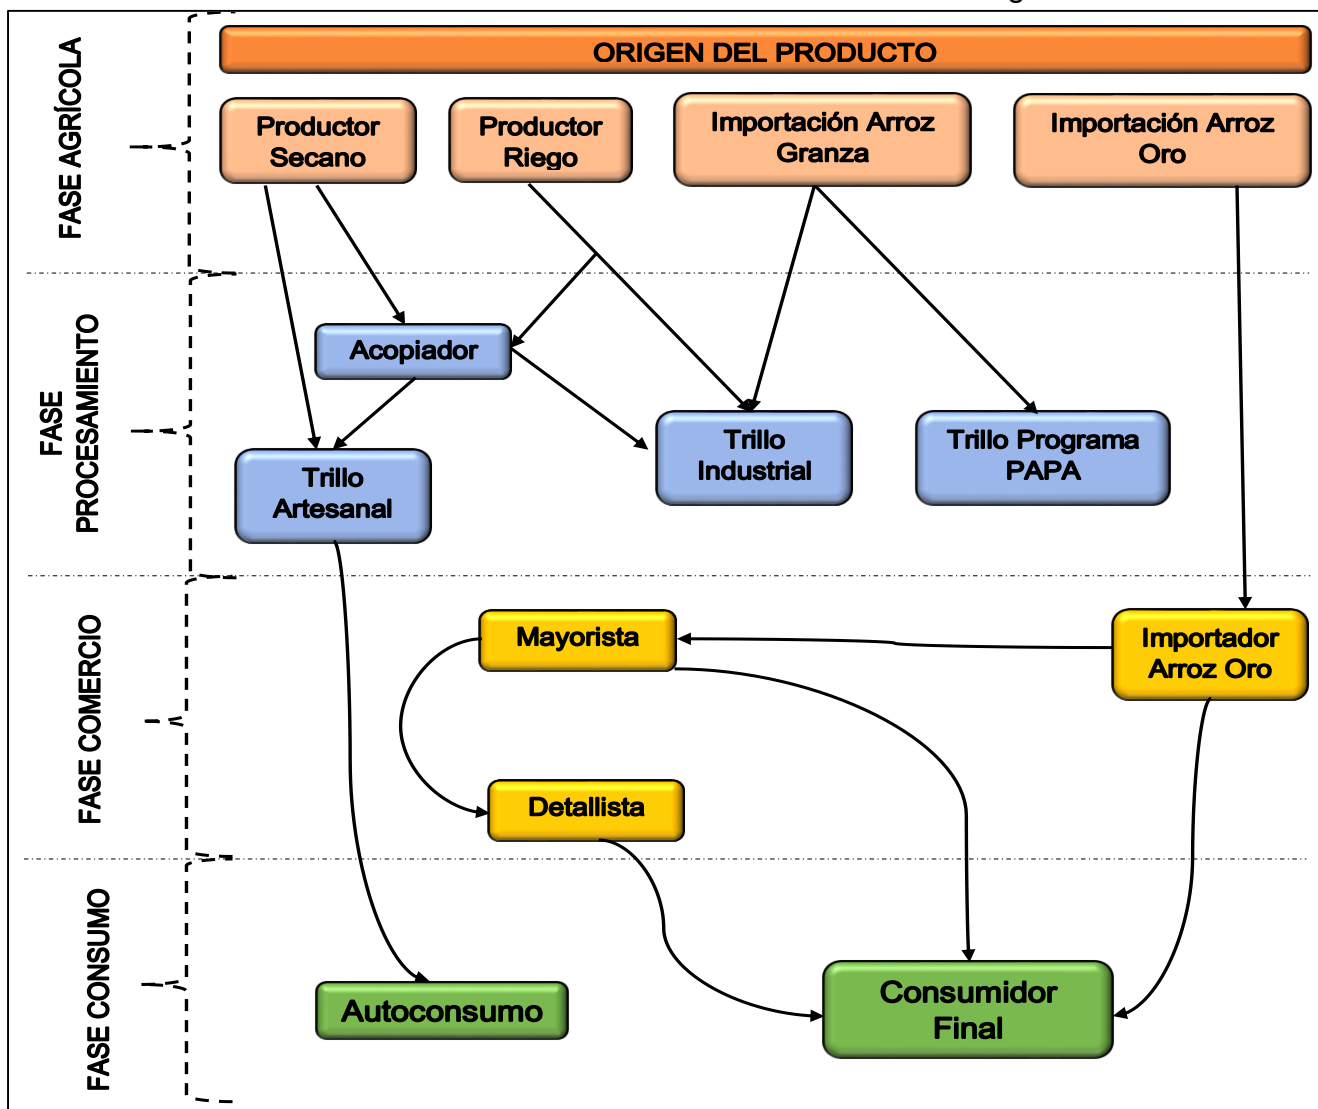 ORIGEN DEL PRODUCTO
FASE AGRÍCOLA
Productor
Secano
Productor
Riego
Importación Arroz
Granza
Importación Arroz
Oro
FASE
PROCESAMIENTO
Acopiador
Trillo
Artesanal
Trillo
Industrial
Trillo Programa
PAPA
FASE COMERCIO
Mayorista
Importador
Arroz Oro
Detallista
FASE CONSUMO
Autoconsumo
Consumidor
Final